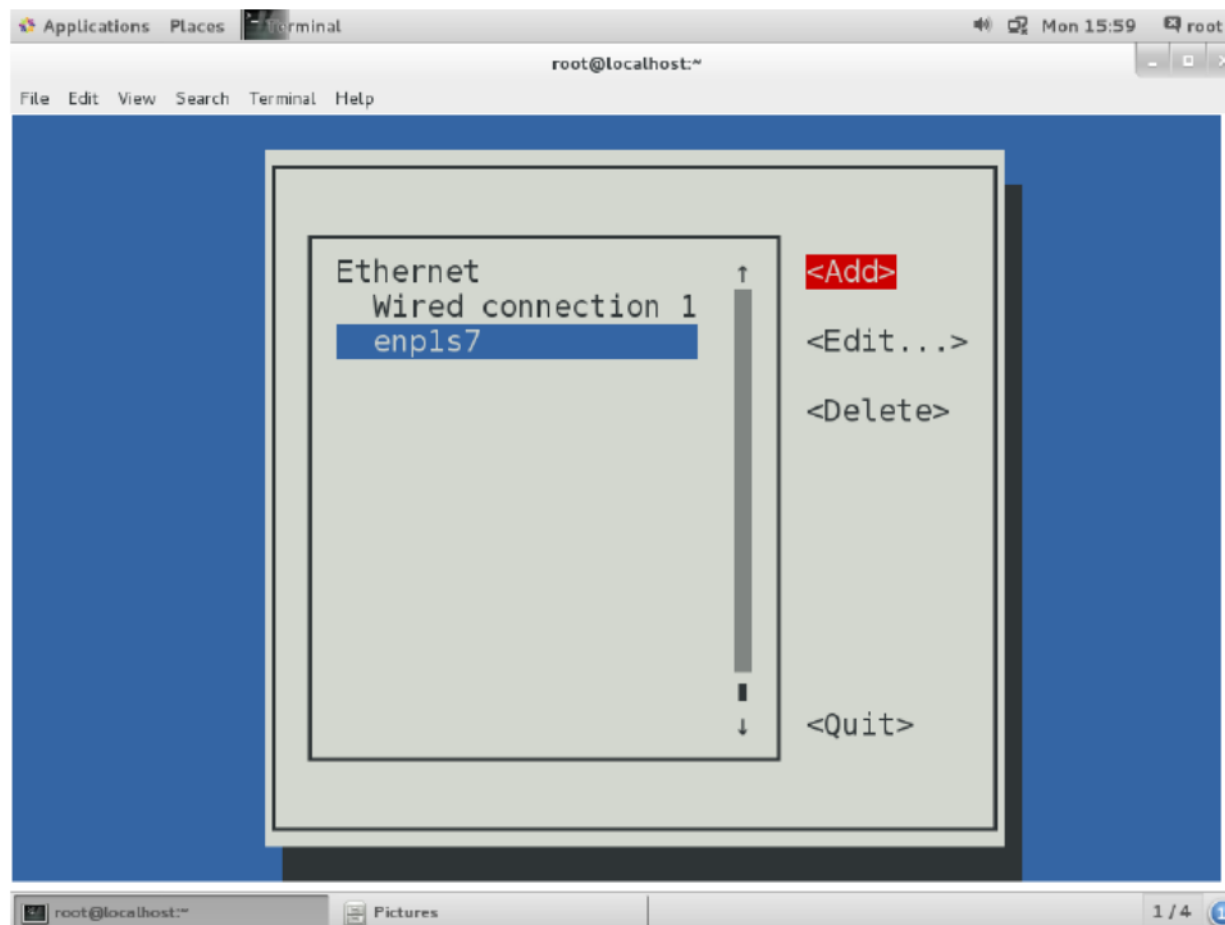 Applications Places Terminal Mon 15:59 root
root@localhost:~
File Edit View Search Terminal Help
Ethernet
Wired connection 1
enp1s7
<Add>
<Edit...>
<Delete>
<Quit>
root@localhost:~ Pictures 1 / 4 1